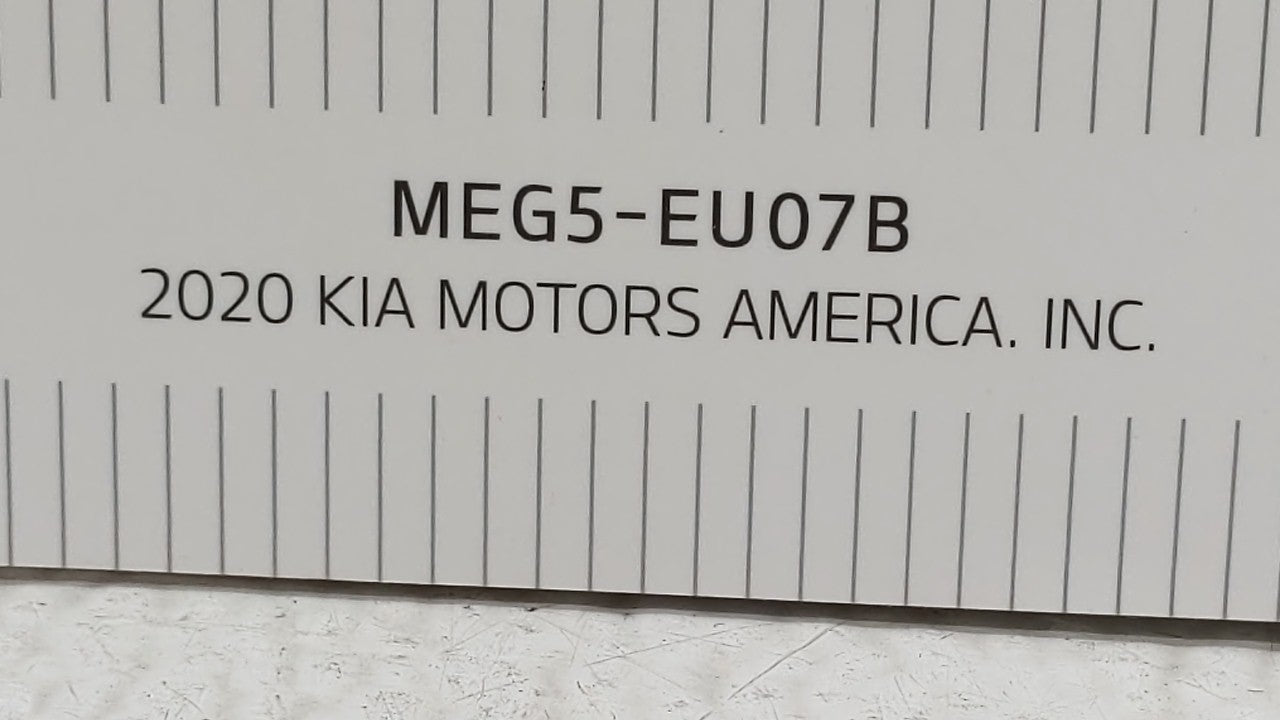 MEG5-EU07B
2020 KIA MOTORS AMERICA. INC.